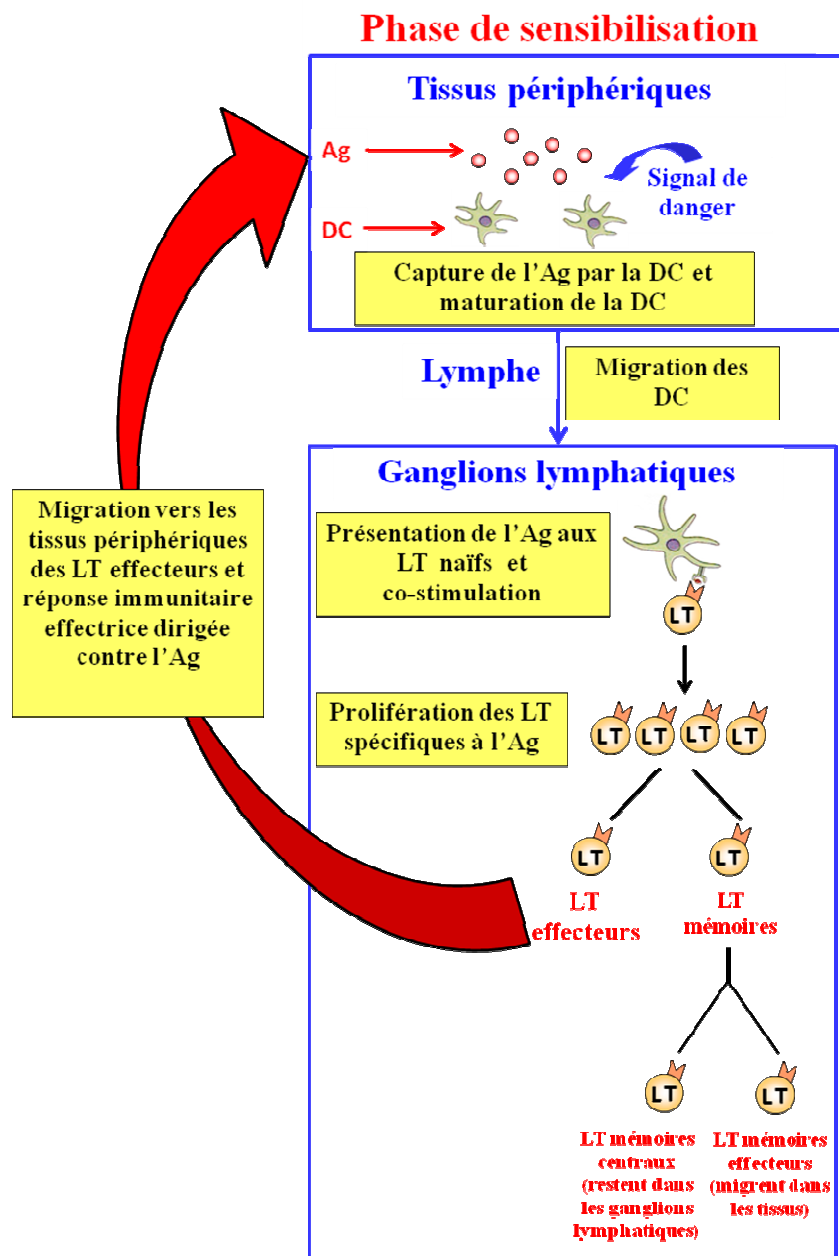 Phase de sensibilisation
Tissus périphériques
Ag
Signal de
danger
DC
Capture de l'Ag par la DC et
maturation de la DC
Lymphe
Migration des
DC
Ganglions lymphatiques
Migration vers les
tissus périphériques
des LT effecteurs et
réponse immunitaire
effectrice dirigée
contre l'Ag
Présentation de l'Ag aux
LT naïfs et
co-stimulation
LT
Prolifération des LT
spécifiques à l'Ag
LT LT LT LT
LT LT
LT
effecteurs
LT
mémoires
LT LT
LT mémoires
centraux
(restent dans
les ganglions
lymphatiques)
LT mémoires
effecteurs
(migrent dans
les tissus)